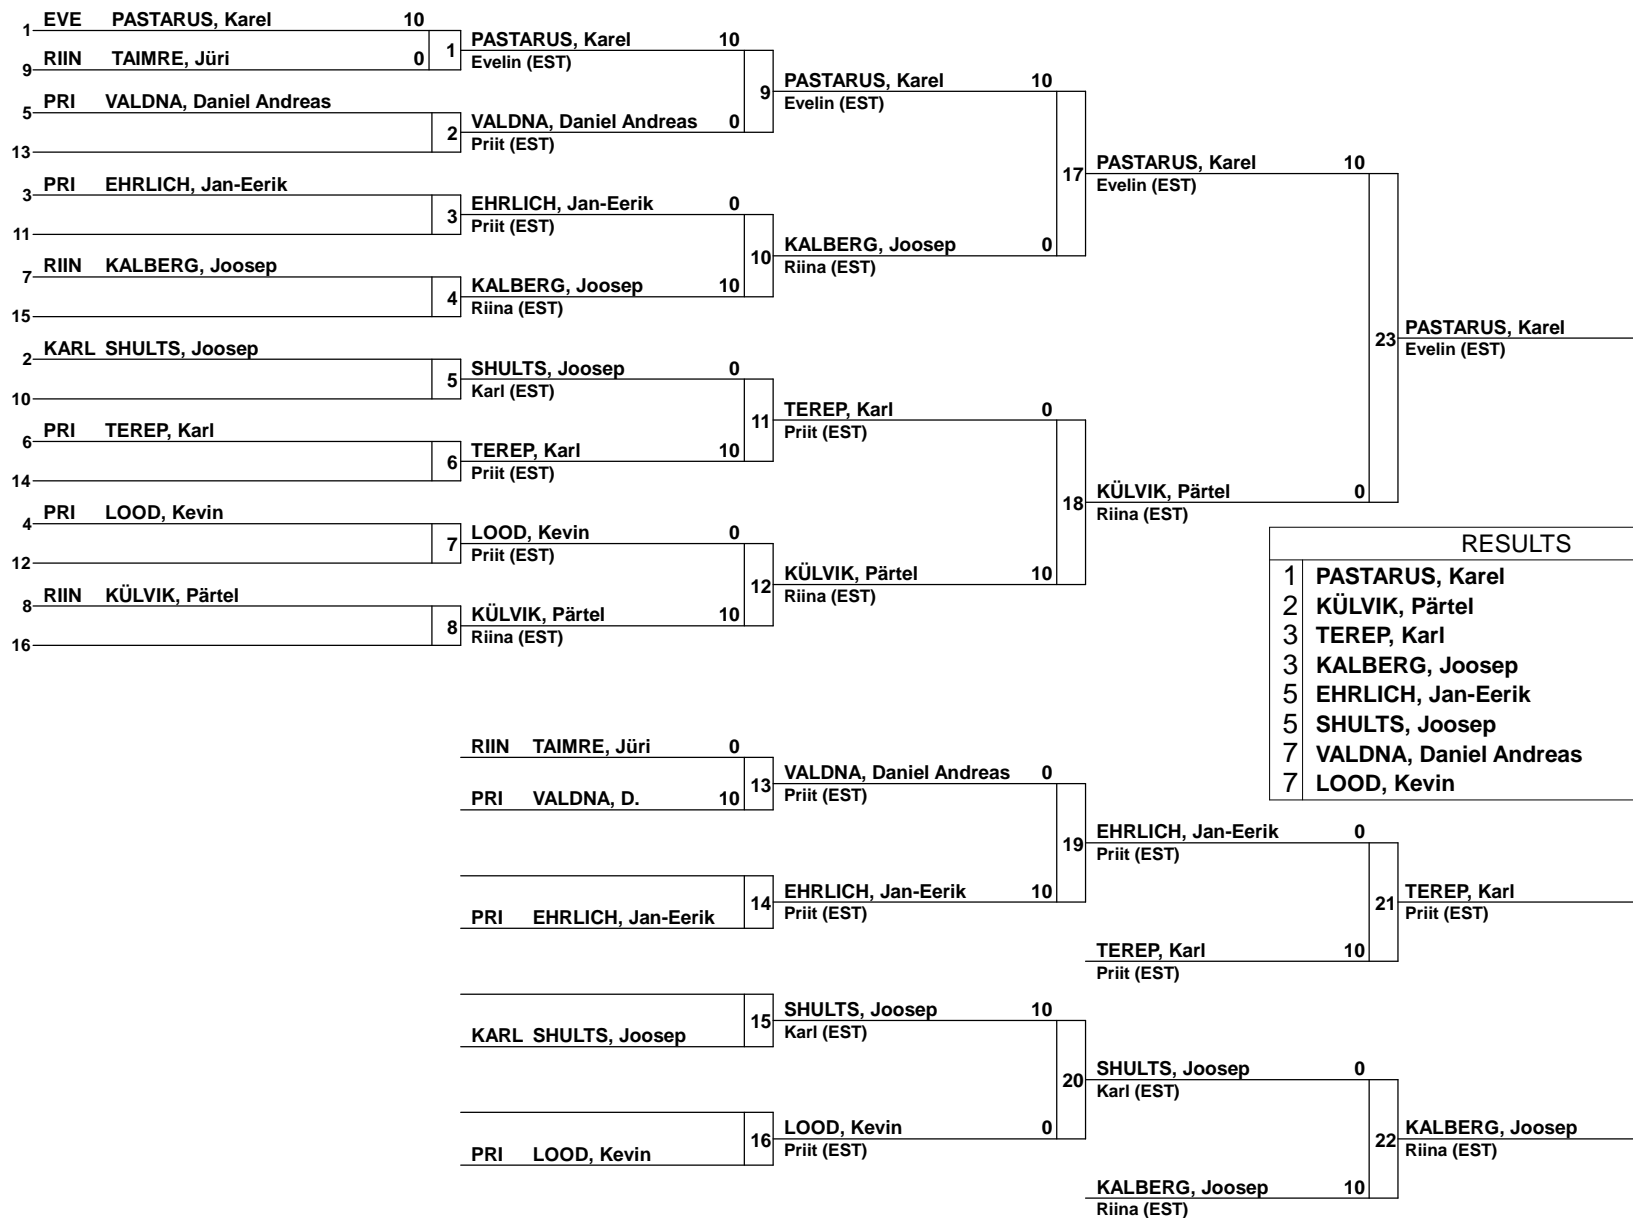 1 EVE PASTARUS, Karel 10
9 RIIN TAIMRE, Jüri 0
1
5 PRI VALDNA, Daniel Andreas
13
2
3 PRI EHRLICH, Jan-Eerik
11
3
7 RIIN KALBERG, Joosep
15
4
2 KARL SHULTS, Joosep
10
5
6 PRI TEREP, Karl
14
6
4 PRI LOOD, Kevin
12
7
8 RIIN KÜLVIK, Pärtel
16
8
PASTARUS, Karel 10
Evelin (EST)
VALDNA, Daniel Andreas 0
Priit (EST)
9
EHRLICH, Jan-Eerik 0
Priit (EST)
KALBERG, Joosep 10
Riina (EST)
10
SHULTS, Joosep 0
Karl (EST)
TEREP, Karl 10
Priit (EST)
11
LOOD, Kevin 0
Priit (EST)
KÜLVIK, Pärtel 10
Riina (EST)
12
PASTARUS, Karel 10
Evelin (EST)
KALBERG, Joosep 0
Riina (EST)
17
TEREP, Karl 0
Priit (EST)
KÜLVIK, Pärtel 10
Riina (EST)
18
PASTARUS, Karel 10
Evelin (EST)
KÜLVIK, Pärtel 0
Riina (EST)
23
PASTARUS, Karel
Evelin (EST)
RESULTS
1 PASTARUS, Karel
2 KÜLVIK, Pärtel
3 TEREP, Karl
3 KALBERG, Joosep
5 EHRLICH, Jan-Eerik
5 SHULTS, Joosep
7 VALDNA, Daniel Andreas
7 LOOD, Kevin
RIIN TAIMRE, Jüri 0
PRI VALDNA, D. 10
13
PRI EHRLICH, Jan-Eerik
14
KARL SHULTS, Joosep
15
PRI LOOD, Kevin
16
VALDNA, Daniel Andreas 0
Priit (EST)
EHRLICH, Jan-Eerik 10
Priit (EST)
19
SHULTS, Joosep 10
Karl (EST)
LOOD, Kevin 0
Priit (EST)
20
EHRLICH, Jan-Eerik 0
Priit (EST)
TEREP, Karl 10
Priit (EST)
21
SHULTS, Joosep 0
Karl (EST)
KALBERG, Joosep 10
Riina (EST)
22
TEREP, Karl
Priit (EST)
KALBERG, Joosep
Riina (EST)